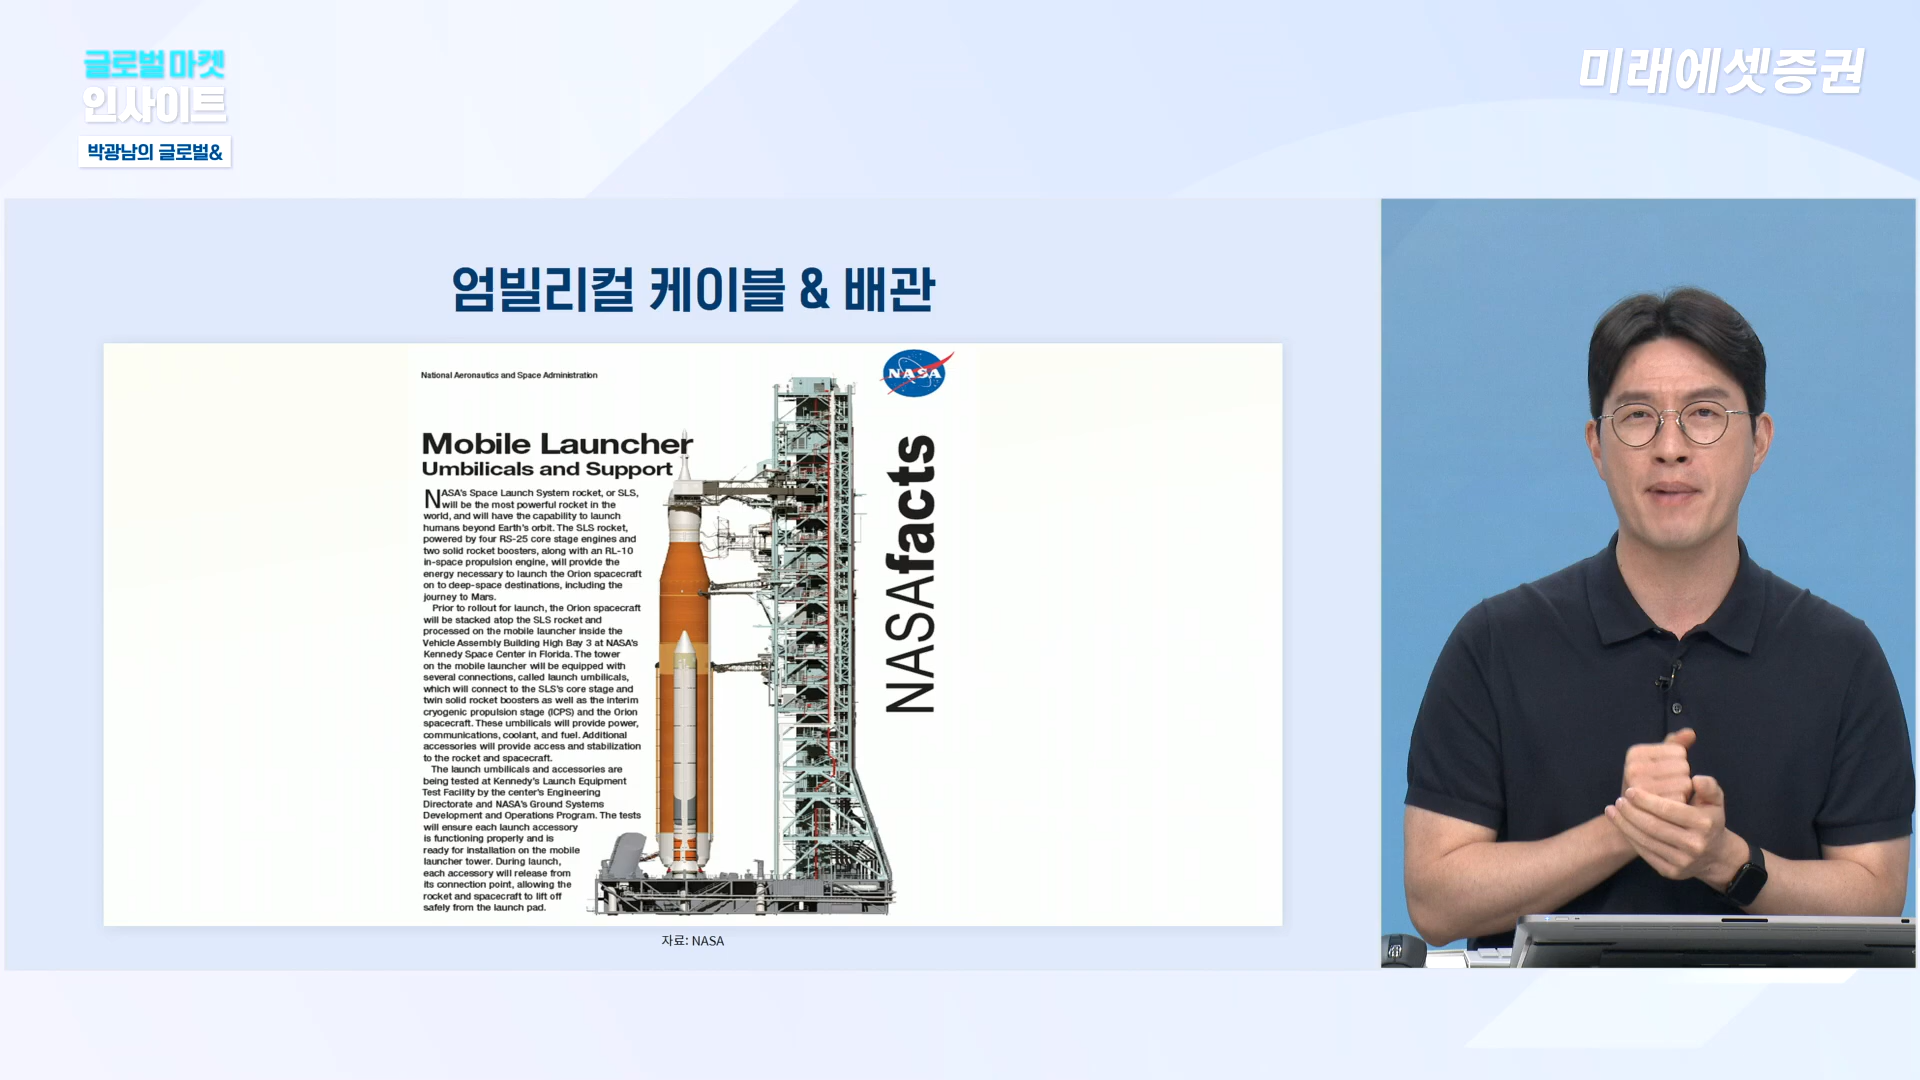 글로벌 마켓
인사이트
박광남의 글로벌&
미래에셋증권
엄빌리컬 케이블 & 배관
National Aeronautics and Space Administration
NASA
Mobile Launcher
Umbilicals and Support
NASA's Space Launch System rocket, or SLS,
will be the most powerful rocket in the
world, and will have the capability to launch
humans beyond Earth's orbit. The SLS rocket,
powered by four RS-25 core stage engines and
two solid rocket boosters, along with an RL-10
in-space propulsion engine, will provide the
energy necessary to launch the Orion spacecraft
on to deep-space destinations, including the
journey to Mars.
Prior to rollout for launch, the Orion spacecraft
will be stacked atop the SLS rocket and
processed on the mobile launcher inside the
Vehicle Assembly Building High Bay 3 at NASA's
Kennedy Space Center in Florida. The tower
on the mobile launcher will be equipped with
several connections, called launch umbilicals,
which will connect to the SLS's core stage and
twin solid rocket boosters as well as the interim
cryogenic propulsion stage (ICPS) and the Orion
spacecraft. These umbilicals will provide power,
communications, coolant, and fuel. Additional
accessories will provide access and stabilization
to the rocket and spacecraft.
The launch umbilicals and accessories are
being tested at Kennedy's Launch Equipment
Test Facility by the center's Engineering
Directorate and NASA's Ground Systems
Development and Operations Program. The tests
will ensure each launch accessory
is functioning properly and is
ready for installation on the mobile
launcher tower. During launch,
each accessory will release from
its connection point, allowing the
rocket and spacecraft to lift off
safely from the launch pad.
NASAfacts
자료: NASA